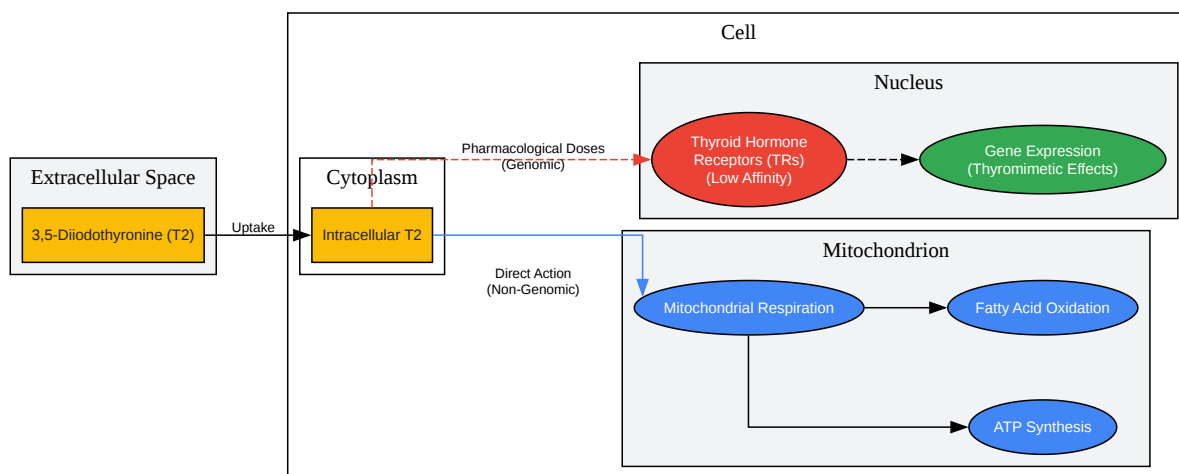 Cell
Nucleus
Thyroid Hormone
Receptors (TRs)
(Low Affinity)
Gene Expression
(Thyromimetic Effects)
Pharmacological Doses
(Genomic)
Extracellular Space
3,5-Diiodothyronine (T2)
Uptake
Cytoplasm
Intracellular T2
Direct Action
(Non-Genomic)
Mitochondrion
Mitochondrial Respiration
Fatty Acid Oxidation
ATP Synthesis